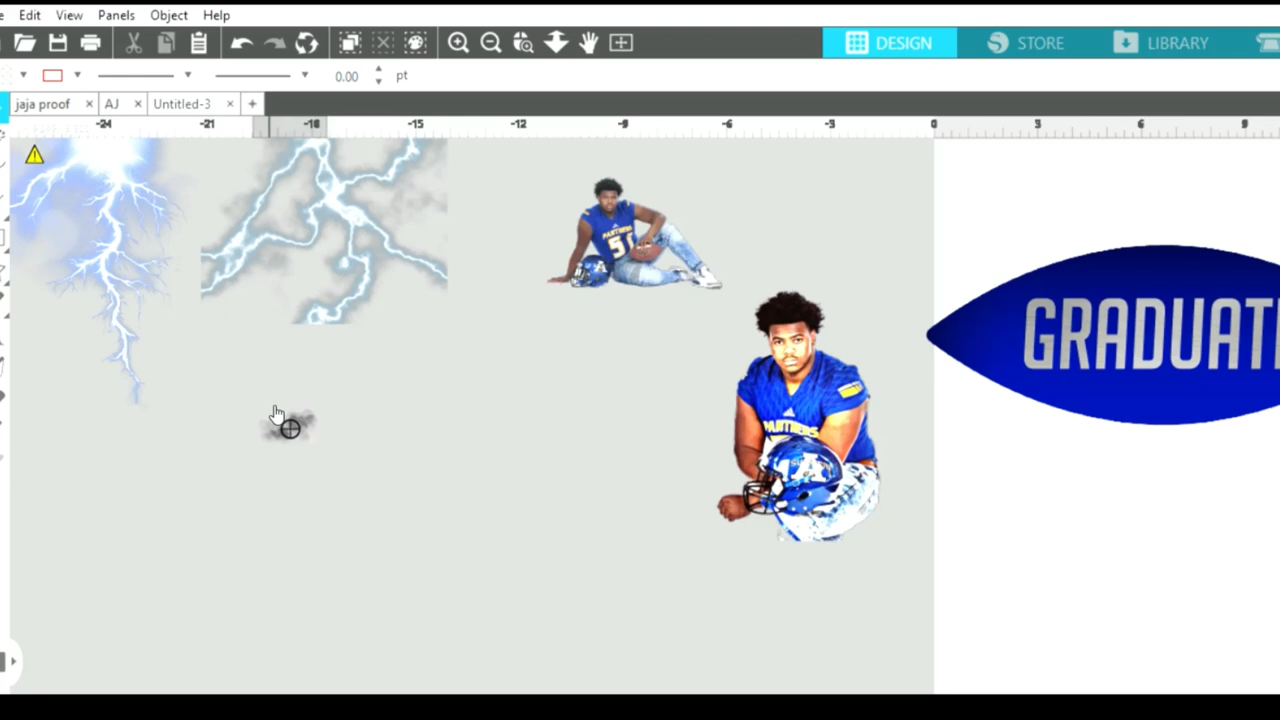 e Edit View Panels Object Help
DESIGN STORE LIBRARY
0.00 pt
jaja proof AJ Untitled-3
-24 -21 -18 -15 -12 -9 -6 -3 0 3 6 9
PANTHERS
51
A
GRADUAT
PANTHERS
A